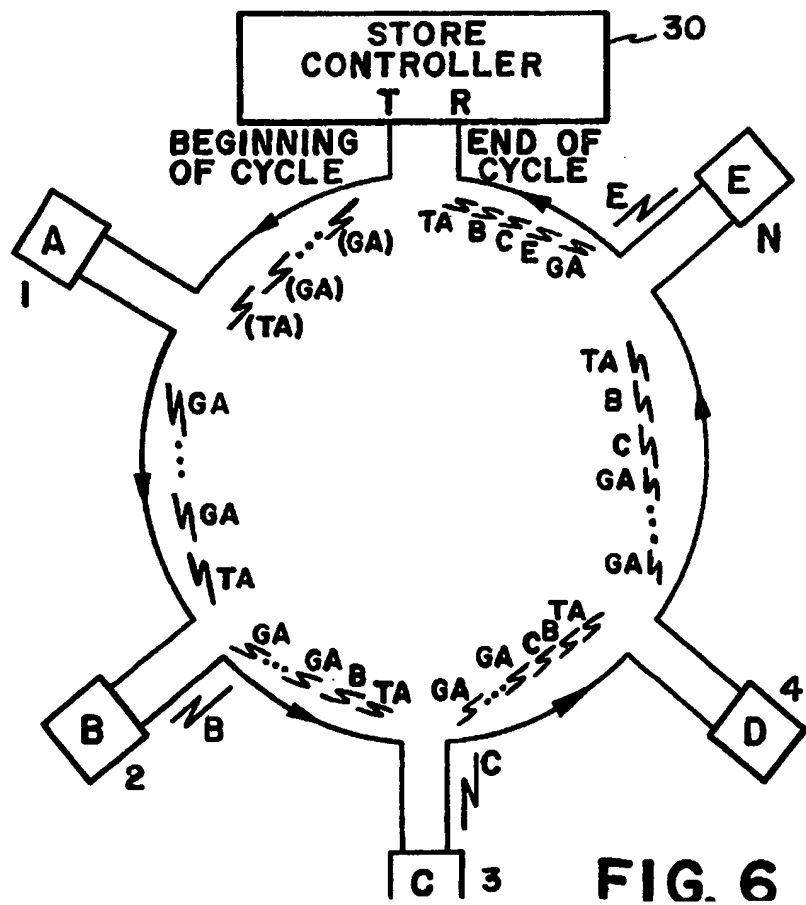 STORE
CONTROLLER
T R
30
BEGINNING
OF CYCLE
END OF
CYCLE
A
1
(GA)
(GA)
(TA)
TA B C E GA
E
E
N
GA
GA
TA
TA
B
C
GA
GA
GA GA B TA
GA GA C B TA
B
2
B
C
C
3
D
4
FIG. 6